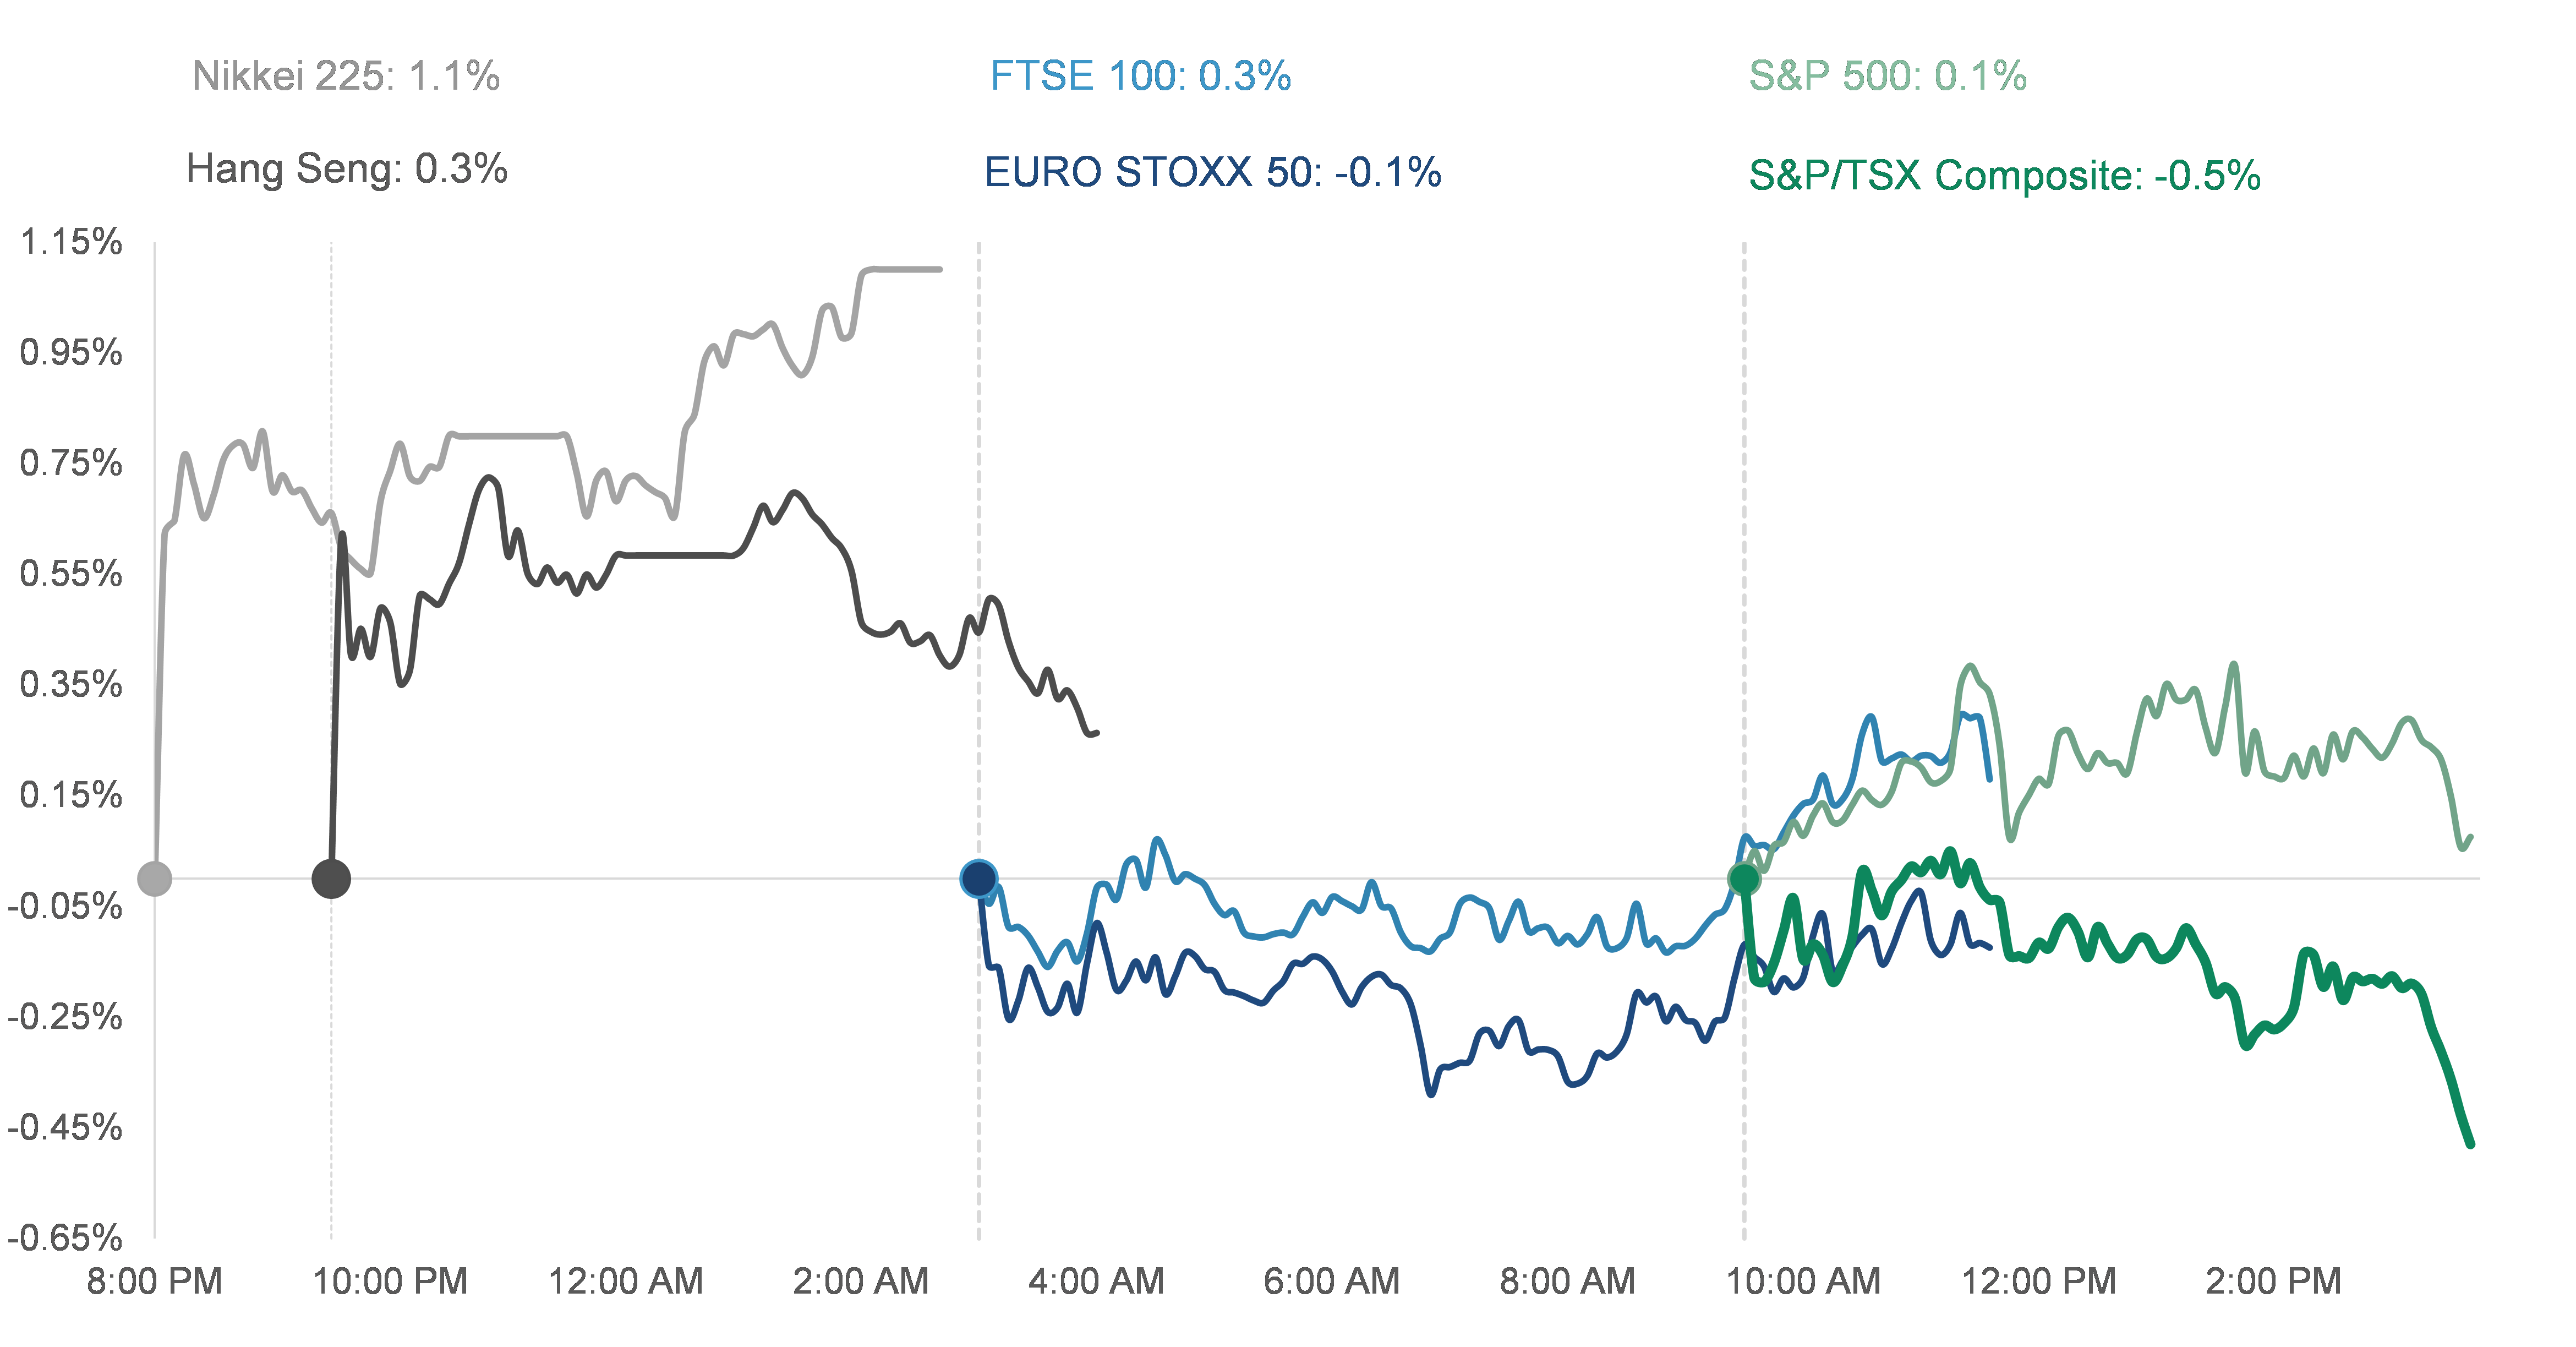 Nikkei 225: 1.1%
FTSE 100: 0.3%
S&P 500: 0.1%
Hang Seng: 0.3%
EURO STOXX 50: -0.1%
S&P/TSX Composite: -0.5%
1.15%
0.95%
0.75%
0.55%
0.35%
0.15%
-0.05%
-0.25%
-0.45%
-0.65%
8:00 PM
10:00 PM
12:00 AM
2:00 AM
4:00 AM
6:00 AM
8:00 AM
10:00 AM
12:00 PM
2:00 PM